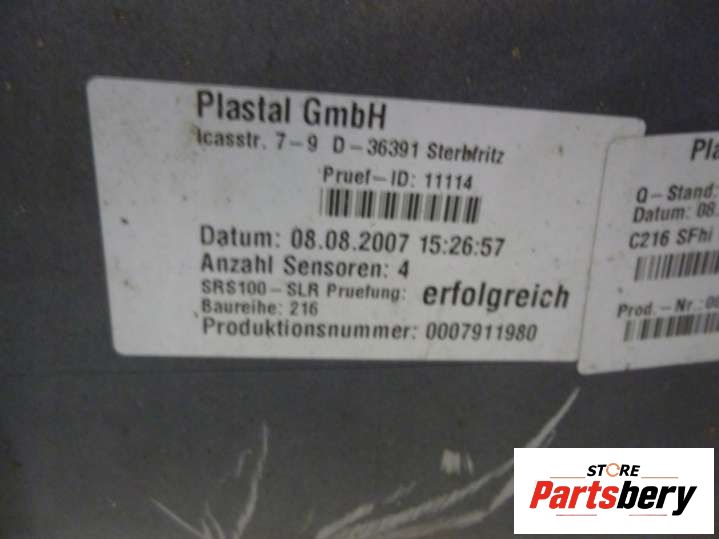 Plastal GmbH
Icasstr. 7-9 D-36391 Sterbfritz
Pruef-ID: 11114
Datum: 08.08.2007 15:26:57
Anzahl Sensoren: 4
SRS100-SLR Pruefung: erfolgreich
Baureihe: 216
Produktionsnummer: 0007911980
Q-Stand:
Datum: 08
C216 SFhi
Prod.-Nr.:
STORE
Partsbery